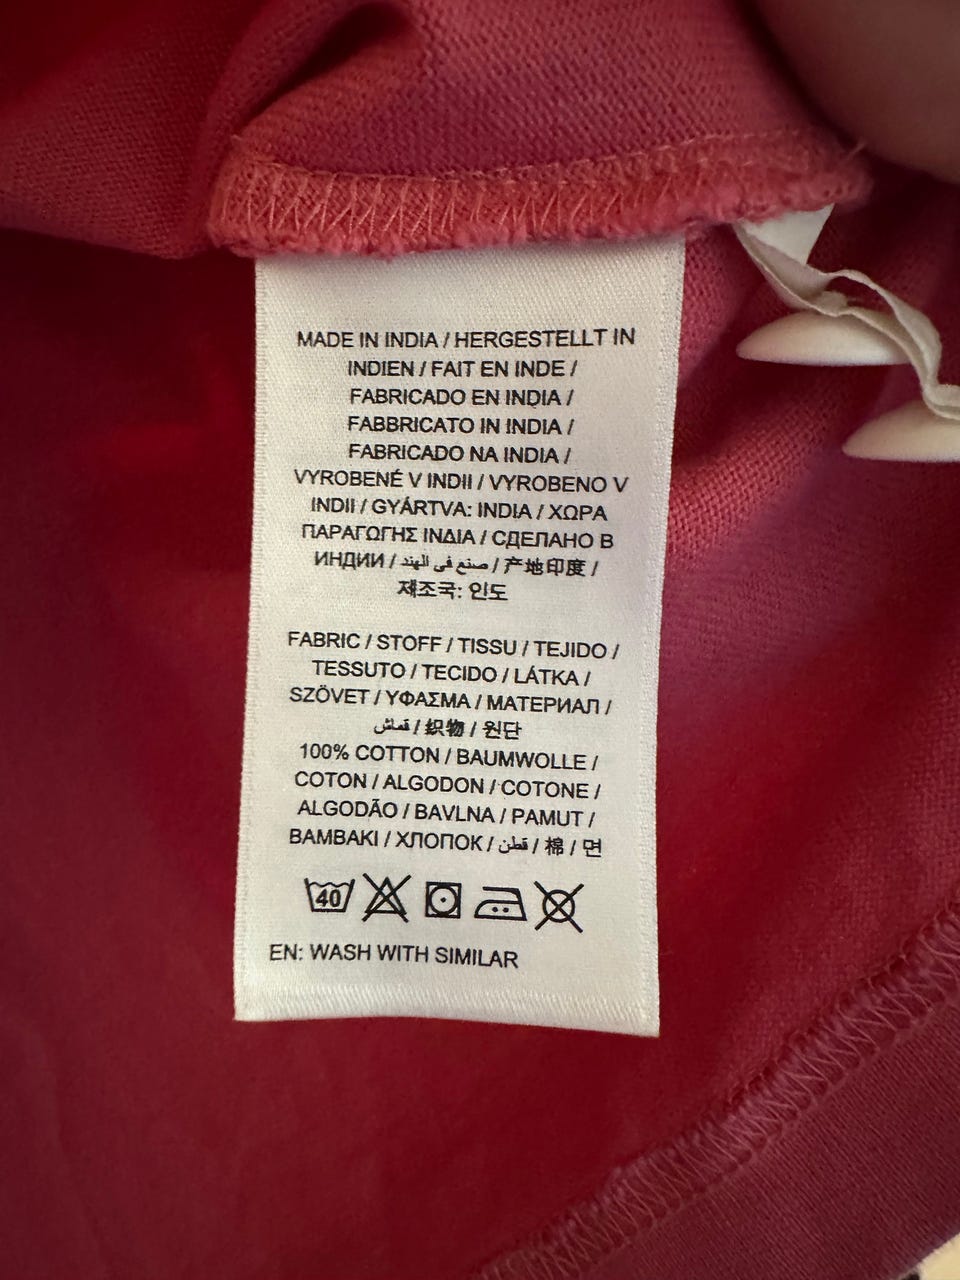 MADE IN INDIA / HERGESTELLT IN
INDIEN / FAIT EN INDE /
FABRICADO EN INDIA /
FABBRICATO IN INDIA /
FABRICADO NA INDIA /
VYROBENÉ V INDII / VYROBENO V
INDII / GYÁRTVA: INDIA / ΧΩΡΑ
ΠΑΡΑΓΩΓΗΣ ΙΝΔΙΑ / СДЕЛАНО В
ИНДИИ / صنع في الهند / 产地印度 /
제조국: 인도
FABRIC / STOFF / TISSU / TEJIDO /
TESSUTO / TECIDO / LÁTKA /
SZÖVET / ΥΦΑΣΜΑ / МАТЕРИАЛ /
قماش / 织物 / 원단
100% COTTON / BAUMWOLLE /
COTON / ALGODON / COTONE /
ALGODÃO / BAVLNA / PAMUT /
ΒΑΜΒΑΚΙ / ХЛОПОК / قطن / 棉 / 면
40
EN: WASH WITH SIMILAR